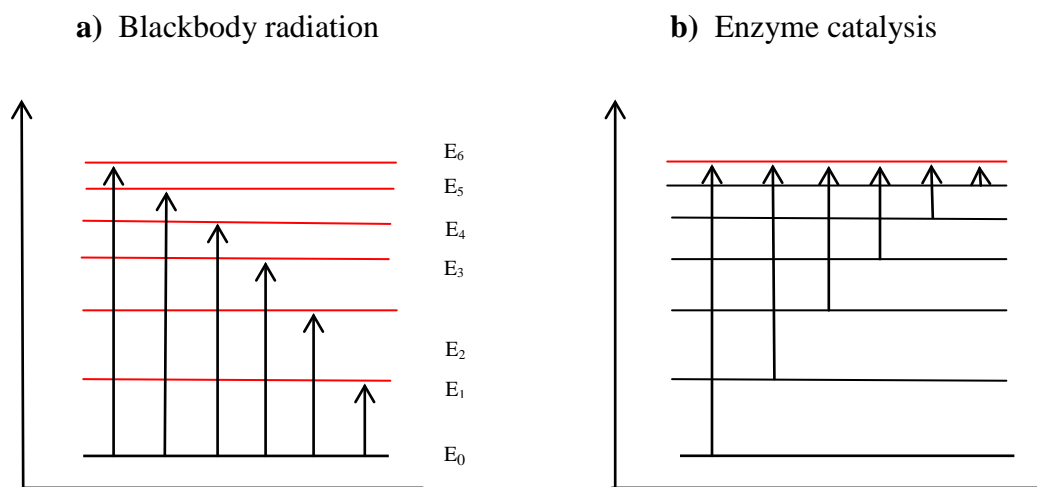 a) Blackbody radiation
b) Enzyme catalysis
E₆
E₅
E₄
E₃
E₂
E₁
E₀